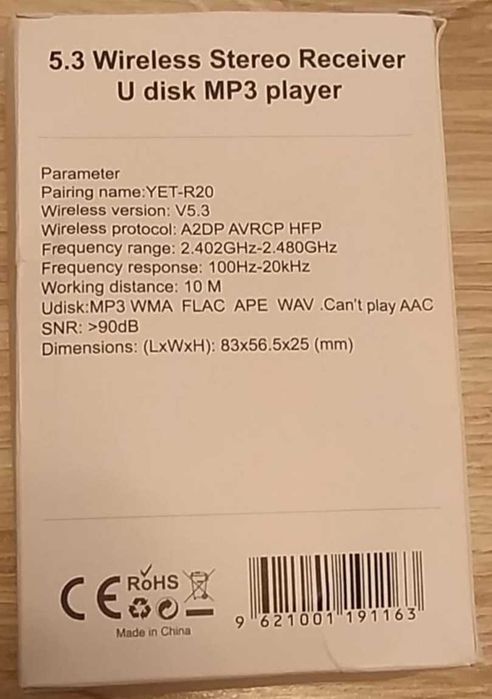 5.3 Wireless Stereo Receiver
U disk MP3 player
Parameter
Pairing name:YET-R20
Wireless version: V5.3
Wireless protocol: A2DP AVRCP HFP
Frequency range: 2.402GHz-2.480GHz
Frequency response: 100Hz-20kHz
Working distance: 10 M
Udisk:MP3 WMA FLAC APE WAV .Can't play AAC
SNR: >90dB
Dimensions: (LxWxH): 83x56.5x25 (mm)
CE RoHS
Made in China
9 621001 191163